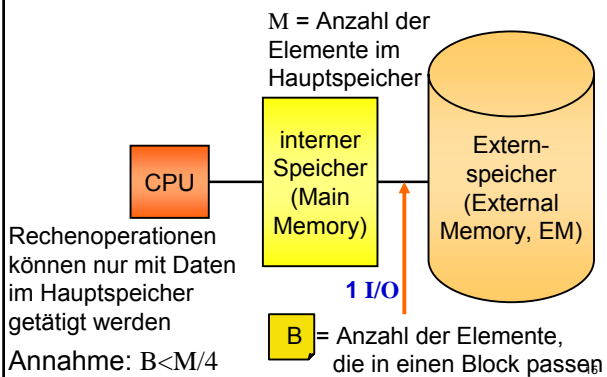 M = Anzahl der
Elemente im
Hauptspeicher
interner
Speicher
(Main
Memory)
Extern-
speicher
(External
Memory, EM)
CPU
Rechenoperationen
können nur mit Daten
im Hauptspeicher
getätigt werden
1 I/O
B = Anzahl der Elemente,
die in einen Block passen
Annahme: B<M/4